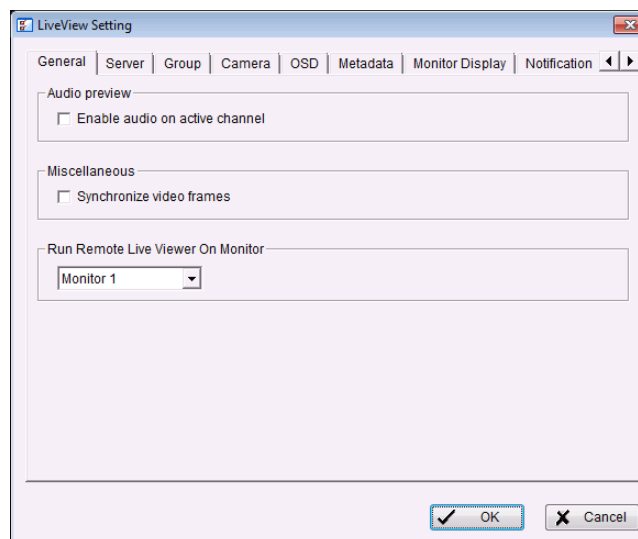 LiveView Setting
General Server Group Camera OSD Metadata Monitor Display Notification
Audio preview
Enable audio on active channel
Miscellaneous
Synchronize video frames
Run Remote Live Viewer On Monitor
Monitor 1
OK Cancel